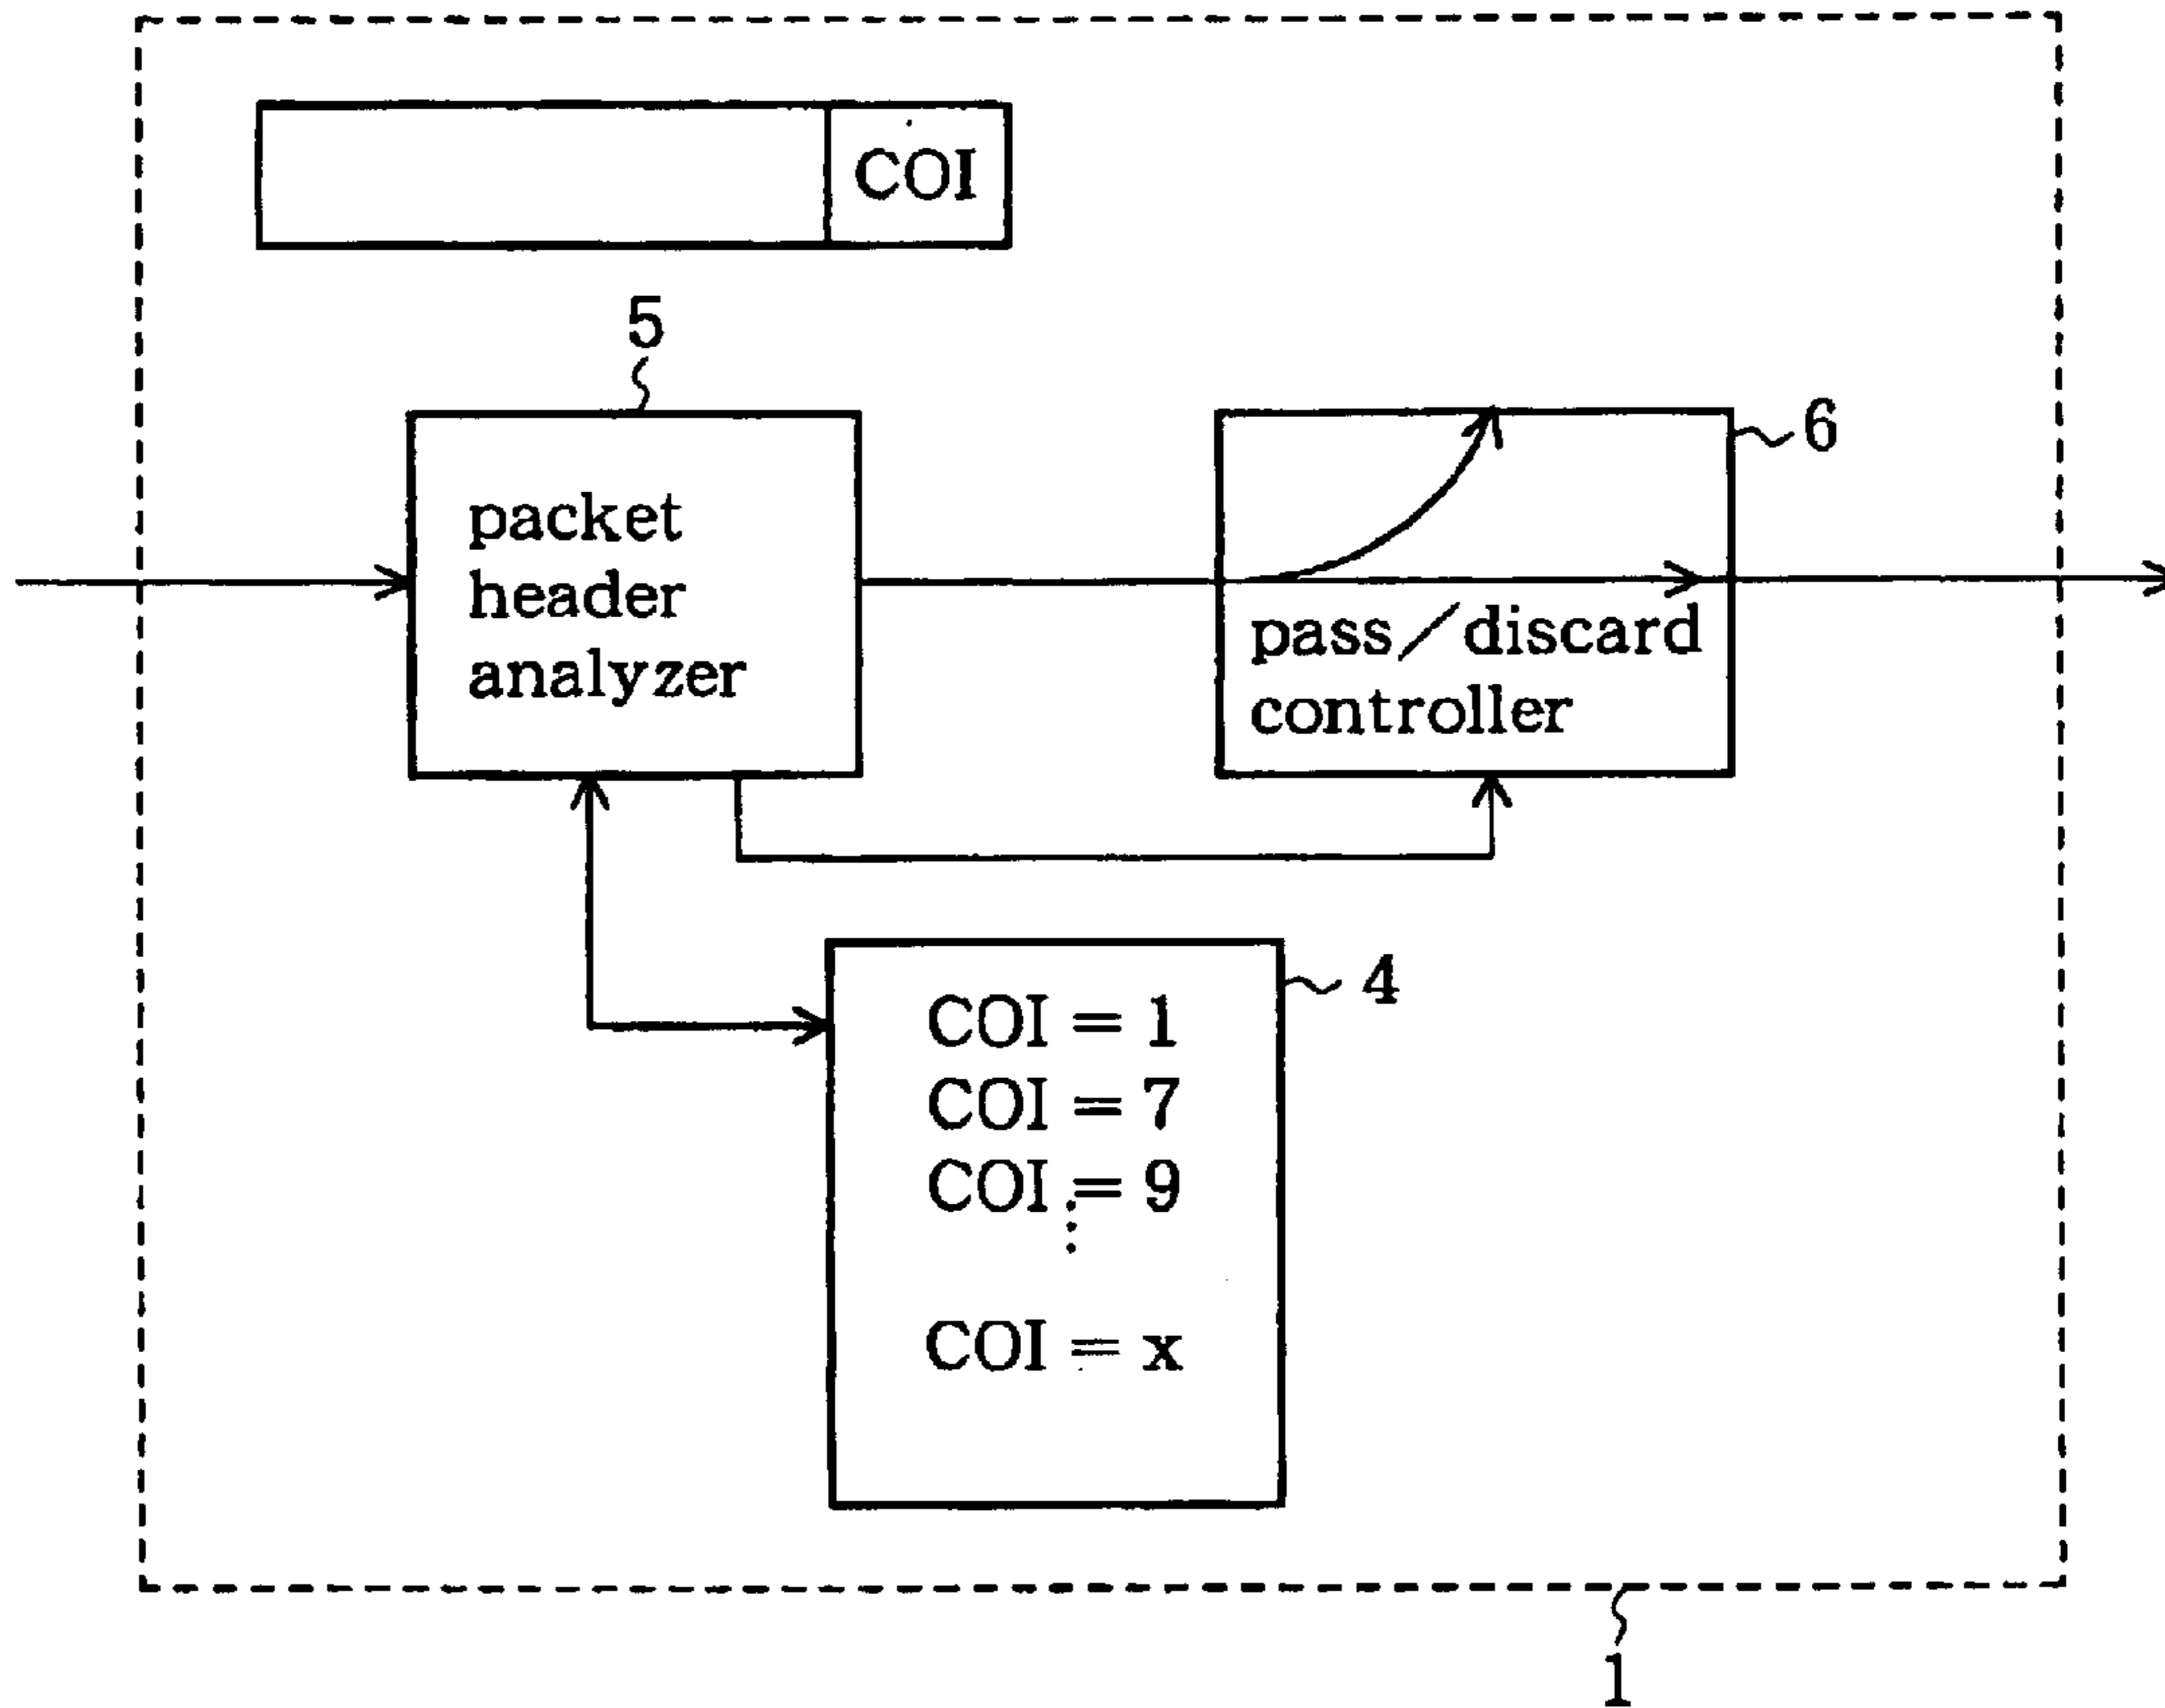 COI
5
packet
header
analyzer
6
pass/discard
controller
4
COI = 1
COI = 7
COI = 9
⋮
COI = x
1